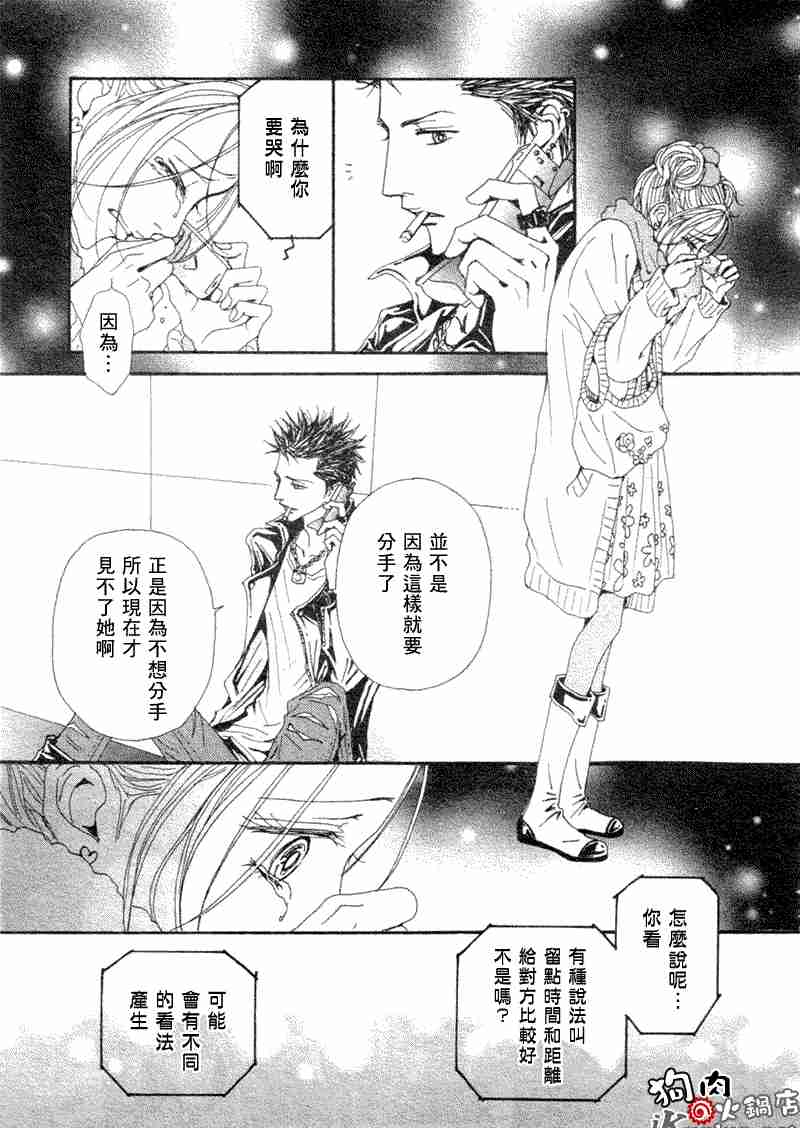 為什麼你
要哭啊
因為…
並不是
因為這樣就要
分手了
正是因為不想分手
所以現在才
見不了她啊
怎麼說呢…
你看
有種說法叫
留點時間和距離
給對方比較好
不是嗎？
可能
會有不同
的看法
產生
狗肉
火鍋店